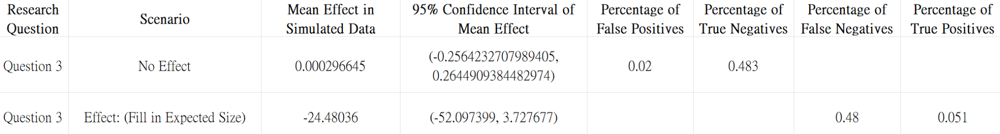 Research Question
Scenario
Mean Effect in Simulated Data
95% Confidence Interval of Mean Effect
Percentage of False Positives
Percentage of True Negatives
Percentage of False Negatives
Percentage of True Positives
Question 3
No Effect
0.000296645
(-0.2564232707989405,
0.2644909384482974)
0.02
0.483
Question 3
Effect: (Fill in Expected Size)
-24.48036
(-52.097399, 3.727677)
0.48
0.051